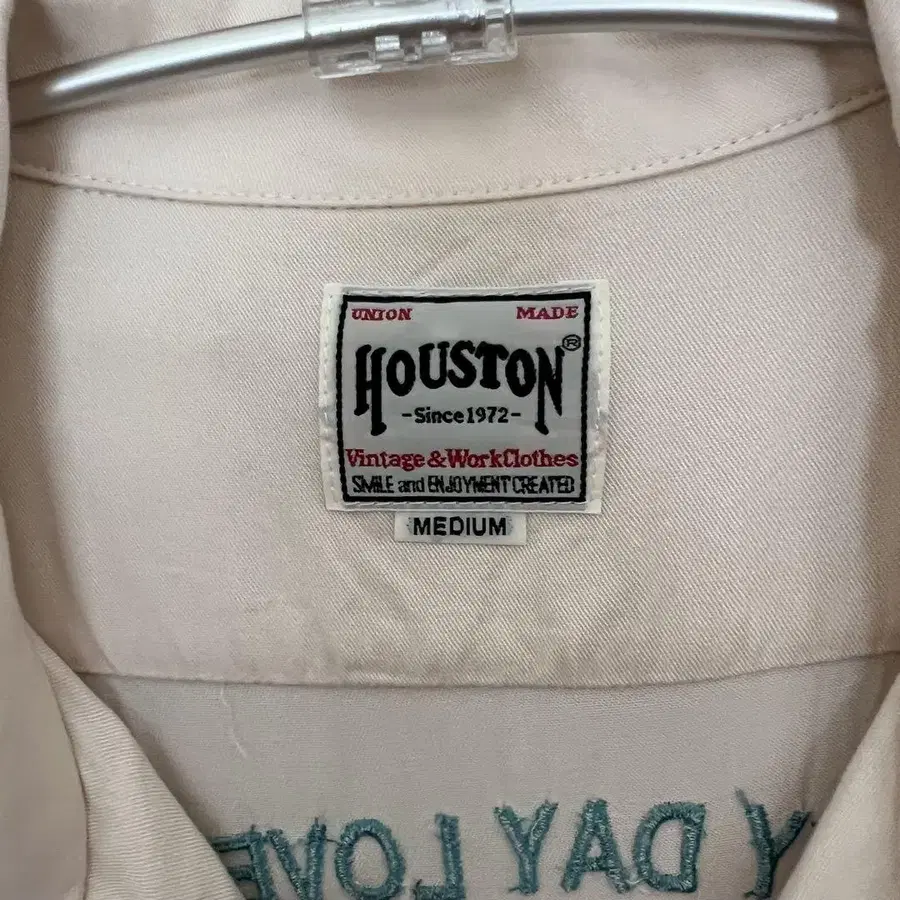 UNION MADE
HOUSTON®
-Since1972-
Vintage&WorkClothes
SMILE and ENJOYMENT CREATED
MEDIUM
Y DAY LOVE